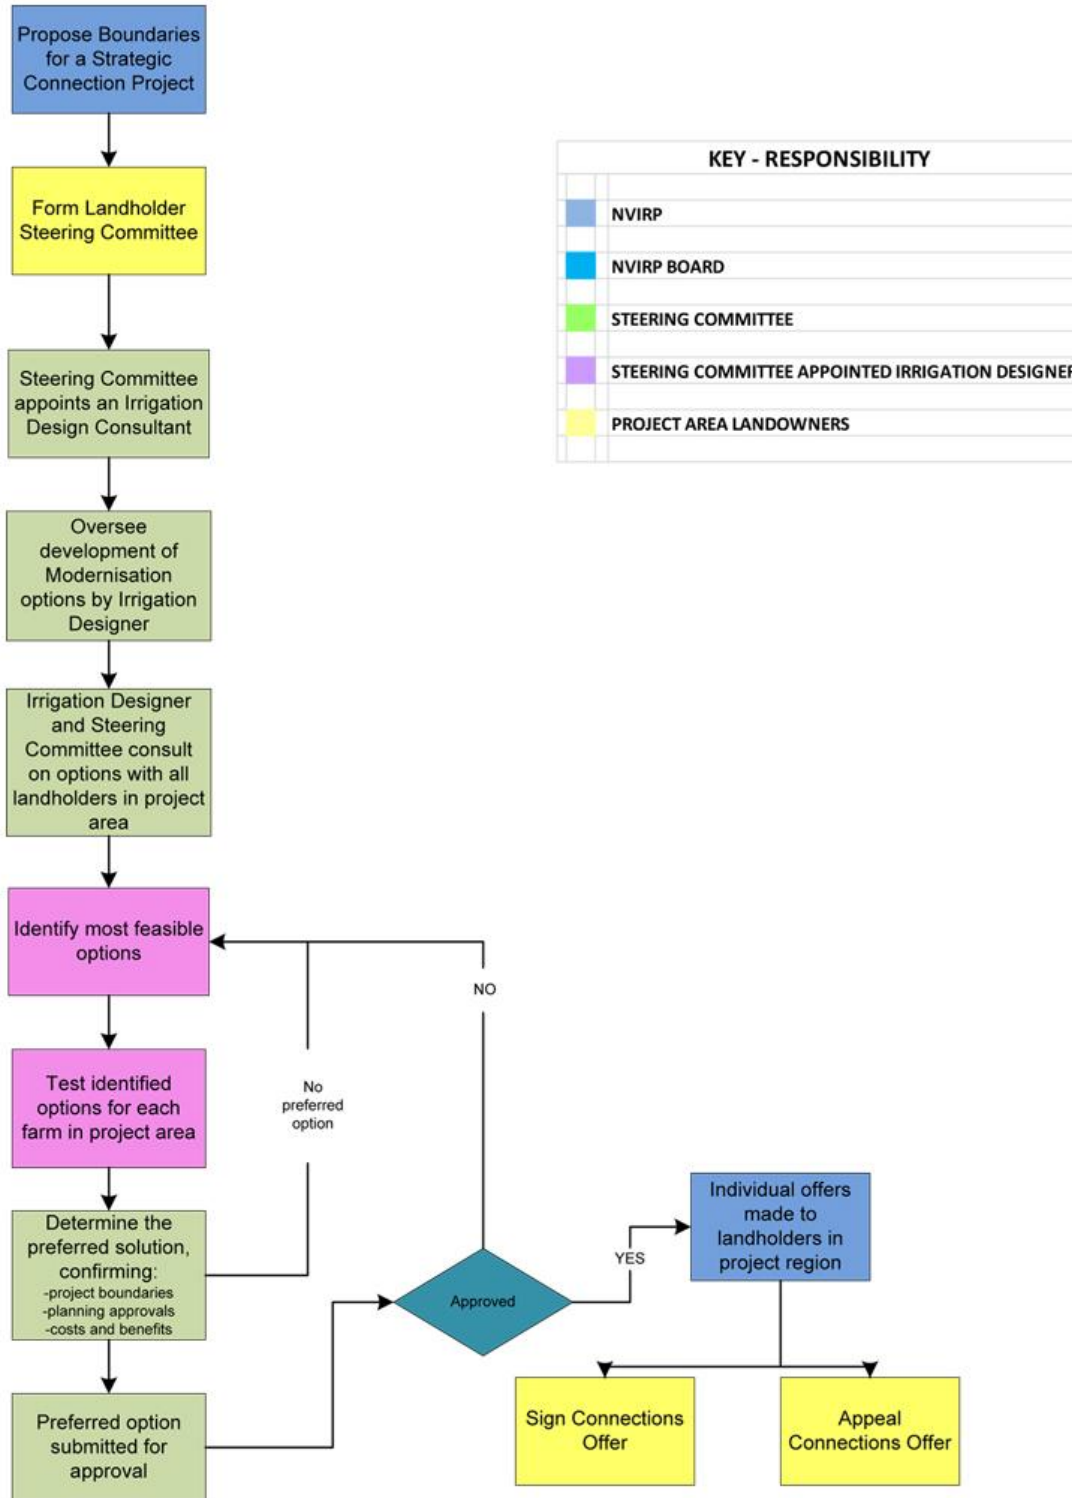 Propose Boundaries
for a Strategic
Connection Project
Form Landholder
Steering Committee
Steering Committee
appoints an Irrigation
Design Consultant
Oversee
development of
Modernisation
options by Irrigation
Designer
Irrigation Designer
and Steering
Committee consult
on options with all
landholders in project
area
Identify most feasible
options
Test identified
options for each
farm in project area
Determine the
preferred solution,
confirming:
-project boundaries
-planning approvals
-costs and benefits
Preferred option
submitted for
approval
No
preferred
option
NO
Approved
YES
Individual offers
made to
landholders in
project region
Sign Connections
Offer
Appeal
Connections Offer
KEY - RESPONSIBILITY
NVIRP
NVIRP BOARD
STEERING COMMITTEE
STEERING COMMITTEE APPOINTED IRRIGATION DESIGNER
PROJECT AREA LANDOWNERS